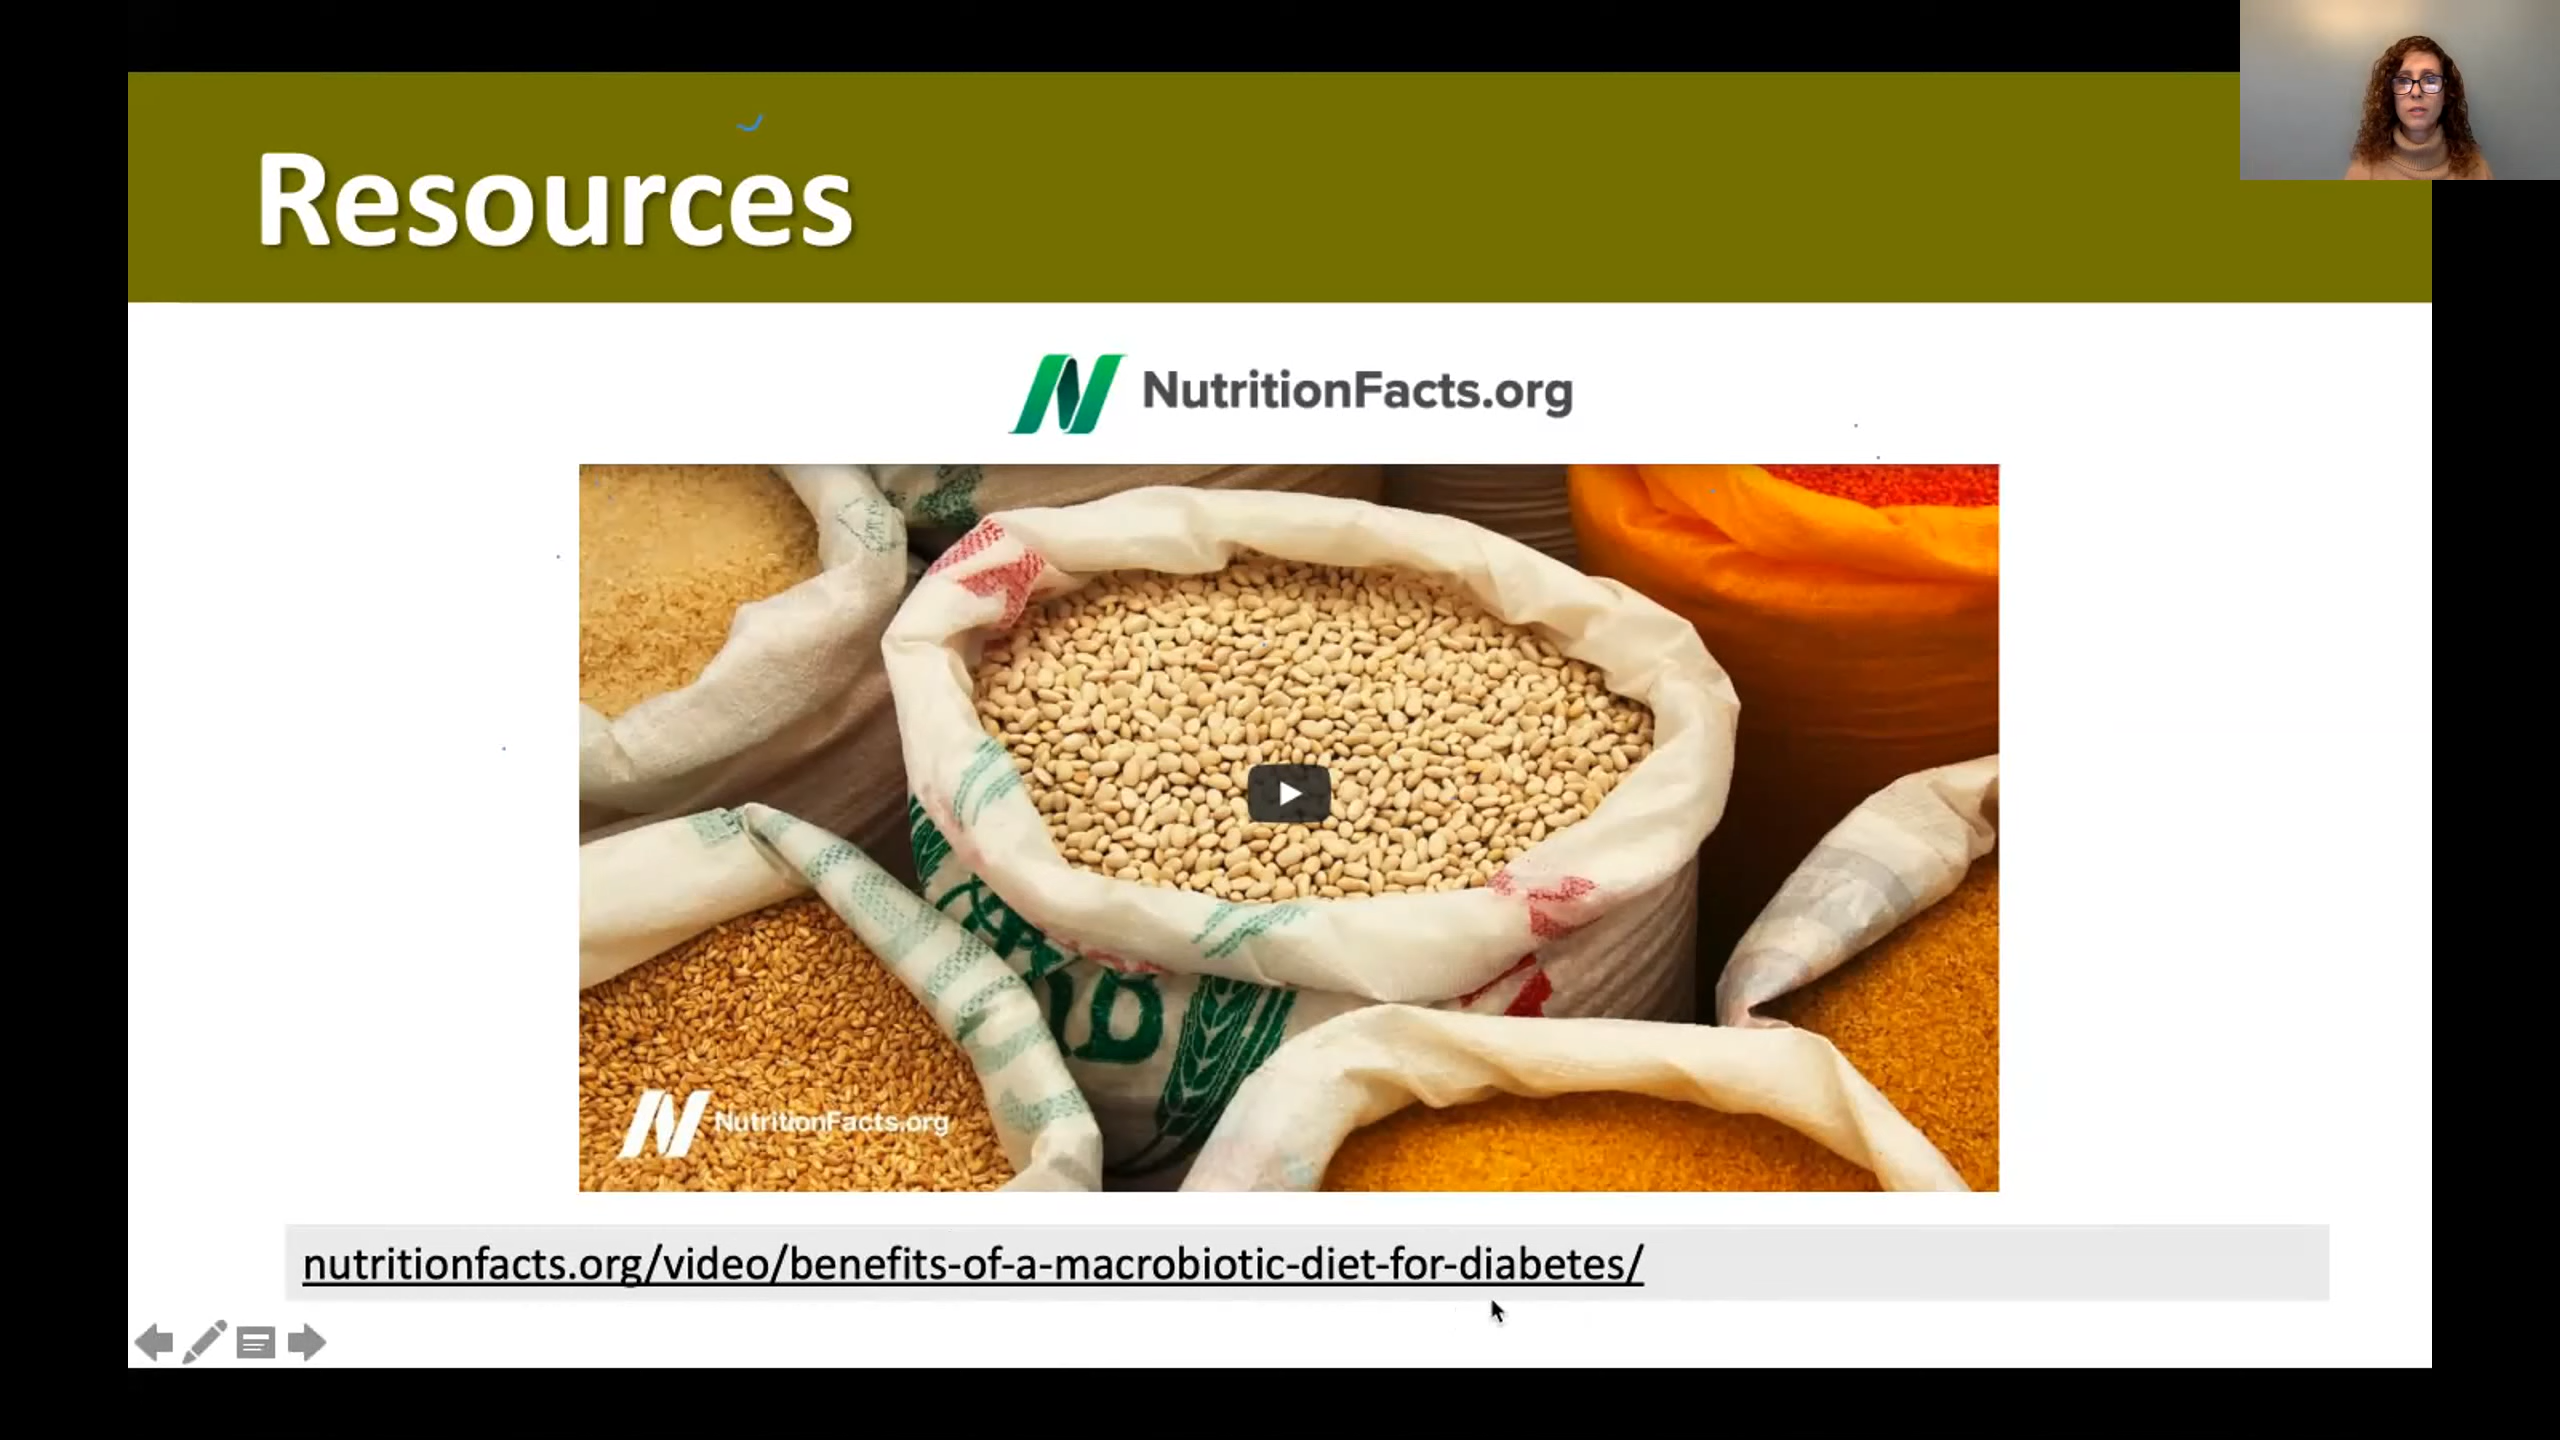 Resources
NutritionFacts.org
NutritionFacts.org
nutritionfacts.org/video/benefits-of-a-macrobiotic-diet-for-diabetes/